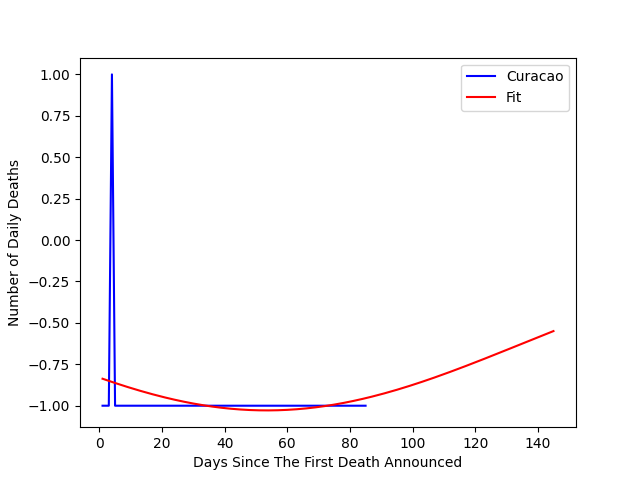 1.00
0.75
0.50
0.25
0.00
−0.25
−0.50
−0.75
−1.00
Number of Daily Deaths
Curacao
Fit
0 20 40 60 80 100 120 140
Days Since The First Death Announced